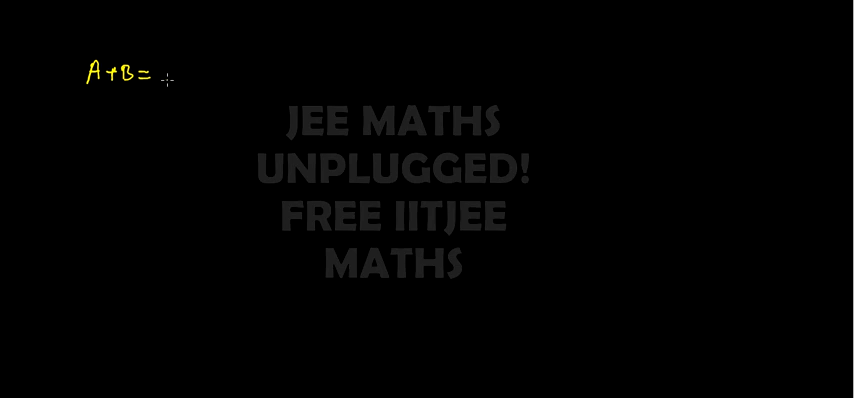 A+B=
JEE MATHS
UNPLUGGED!
FREE IITJEE
MATHS